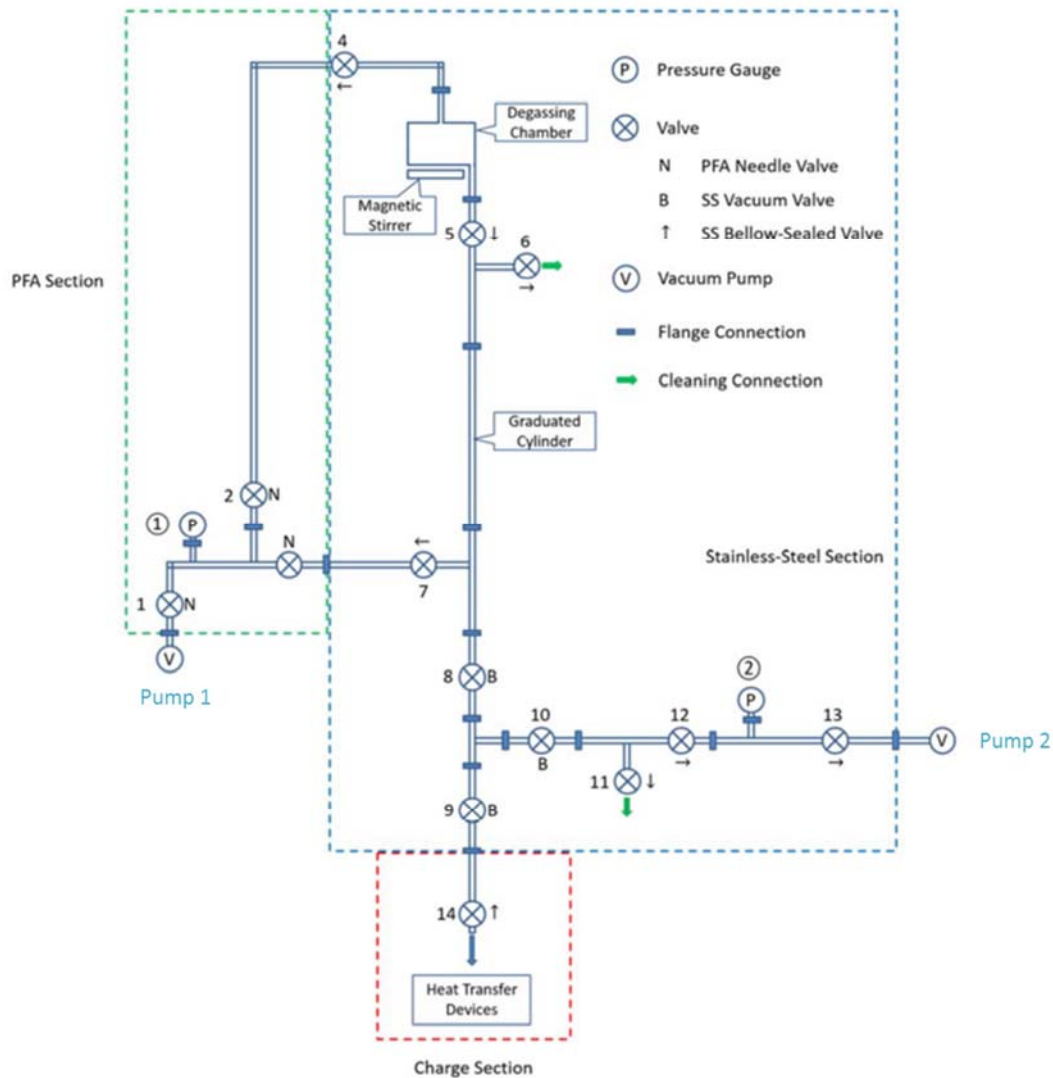 4
←
P Pressure Gauge
Degassing
Chamber
Valve
N PFA Needle Valve
Magnetic
Stirrer
B SS Vacuum Valve
↑ SS Bellow-Sealed Valve
5 ↓
6
→
PFA Section
V Vacuum Pump
Flange Connection
Cleaning Connection
Graduated
Cylinder
2 N
① P
N
←
7
Stainless-Steel Section
1 N
V
Pump 1
8 B
②
P
10
B
12
→
13
→
V
Pump 2
11 ↓
9 B
14 ↑
Heat Transfer
Devices
Charge Section